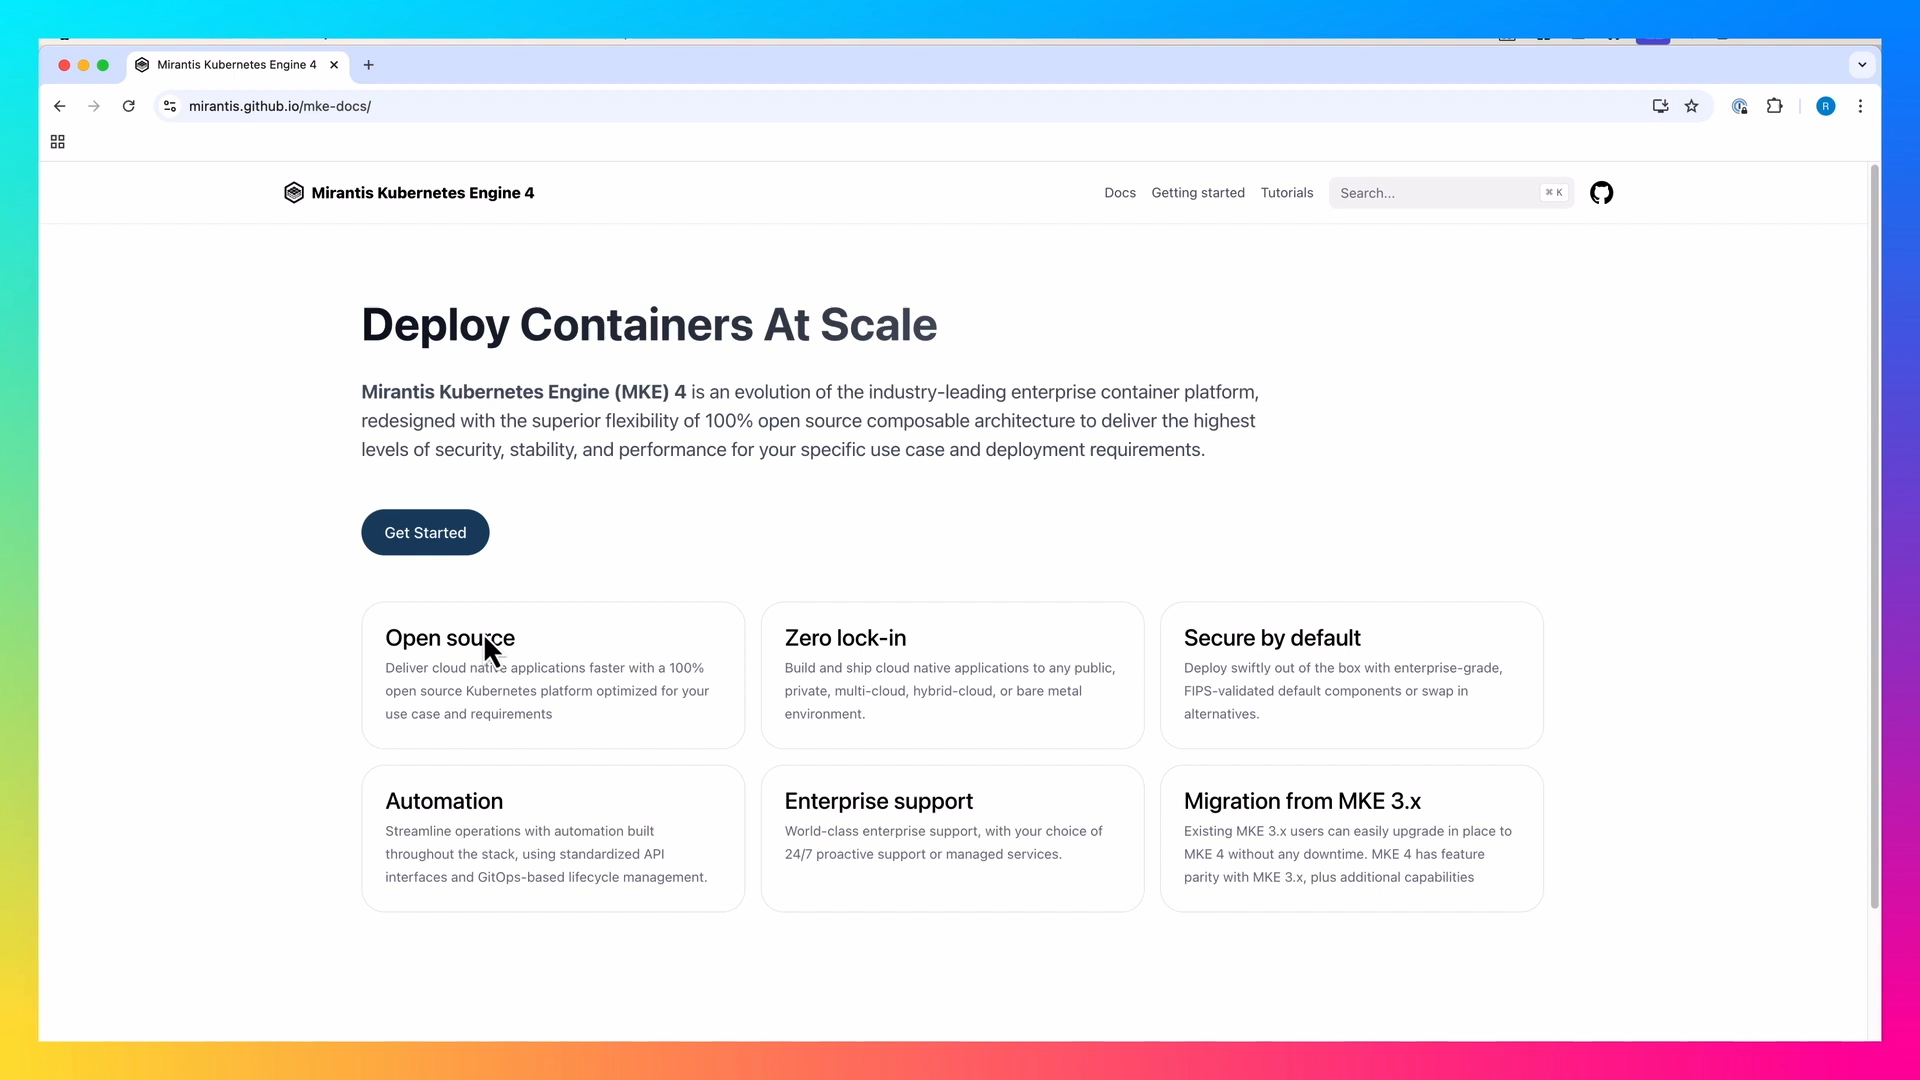 Mirantis Kubernetes Engine 4
mirantis.github.io/mke-docs/
R
Mirantis Kubernetes Engine 4
Docs
Getting started
Tutorials
Search...
⌘ K
Deploy Containers At Scale
Mirantis Kubernetes Engine (MKE) 4 is an evolution of the industry-leading enterprise container platform,
redesigned with the superior flexibility of 100% open source composable architecture to deliver the highest
levels of security, stability, and performance for your specific use case and deployment requirements.
Get Started
Open source
Deliver cloud native applications faster with a 100%
open source Kubernetes platform optimized for your
use case and requirements
Zero lock-in
Build and ship cloud native applications to any public,
private, multi-cloud, hybrid-cloud, or bare metal
environment.
Secure by default
Deploy swiftly out of the box with enterprise-grade,
FIPS-validated default components or swap in
alternatives.
Automation
Streamline operations with automation built
throughout the stack, using standardized API
interfaces and GitOps-based lifecycle management.
Enterprise support
World-class enterprise support, with your choice of
24/7 proactive support or managed services.
Migration from MKE 3.x
Existing MKE 3.x users can easily upgrade in place to
MKE 4 without any downtime. MKE 4 has feature
parity with MKE 3.x, plus additional capabilities